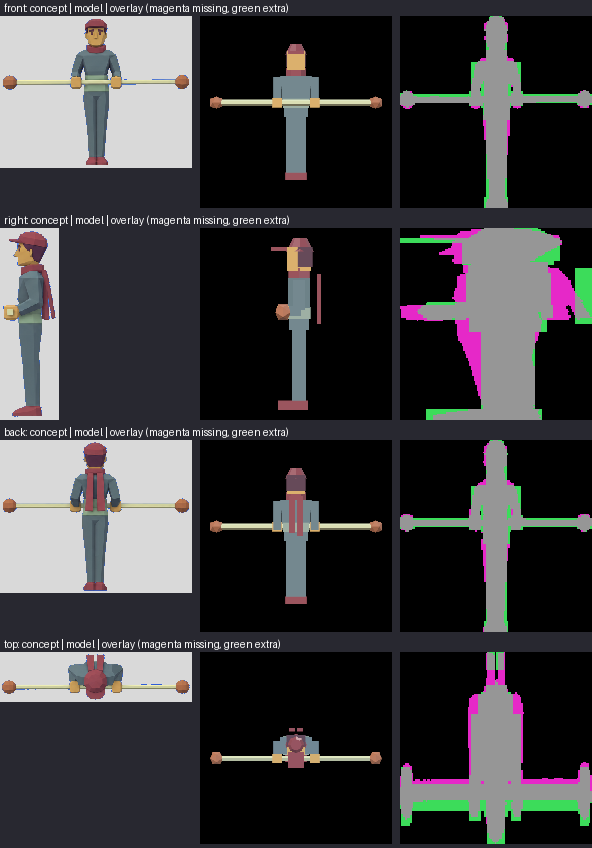 front: concept | model | overlay (magenta missing, green extra)
right: concept | model | overlay (magenta missing, green extra)
back: concept | model | overlay (magenta missing, green extra)
top: concept | model | overlay (magenta missing, green extra)